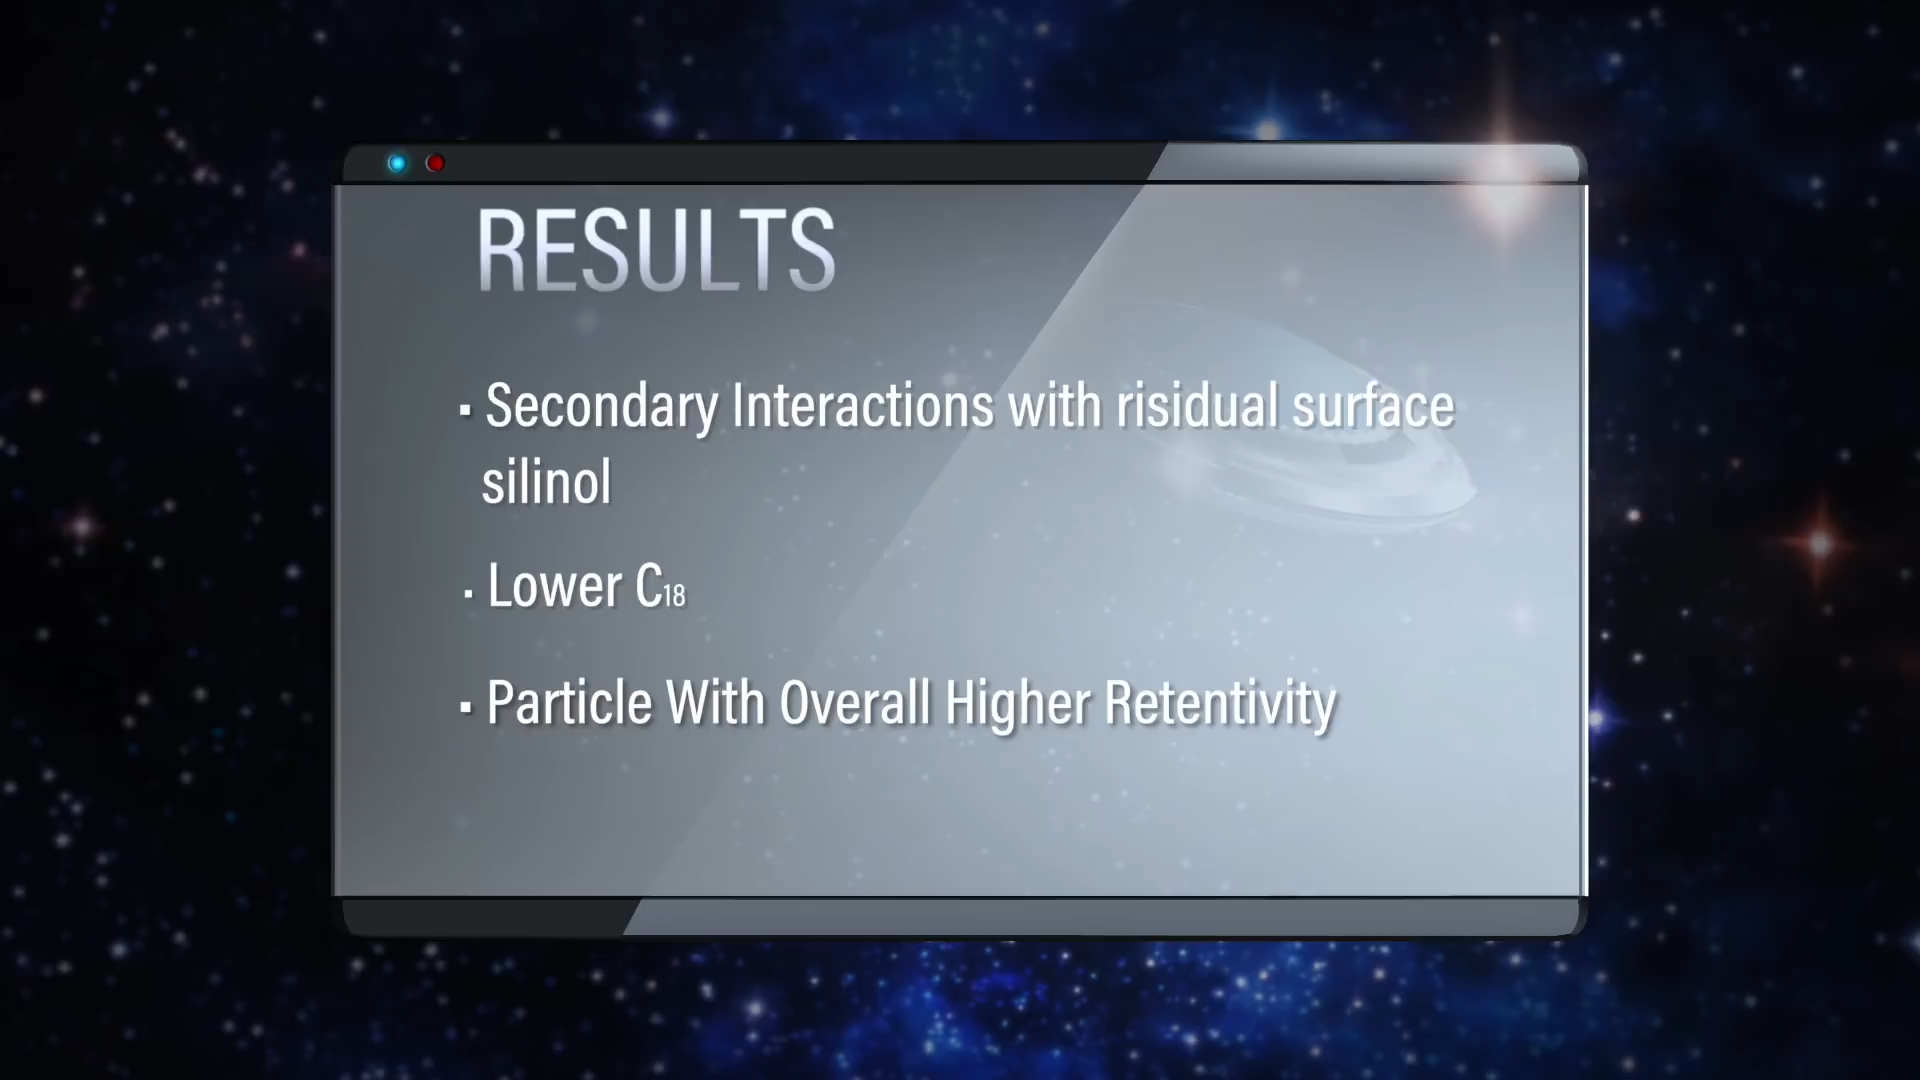 RESULTS
▪ Secondary Interactions with risidual surface
silinol
▪ Lower C₁₈
▪ Particle With Overall Higher Retentivity